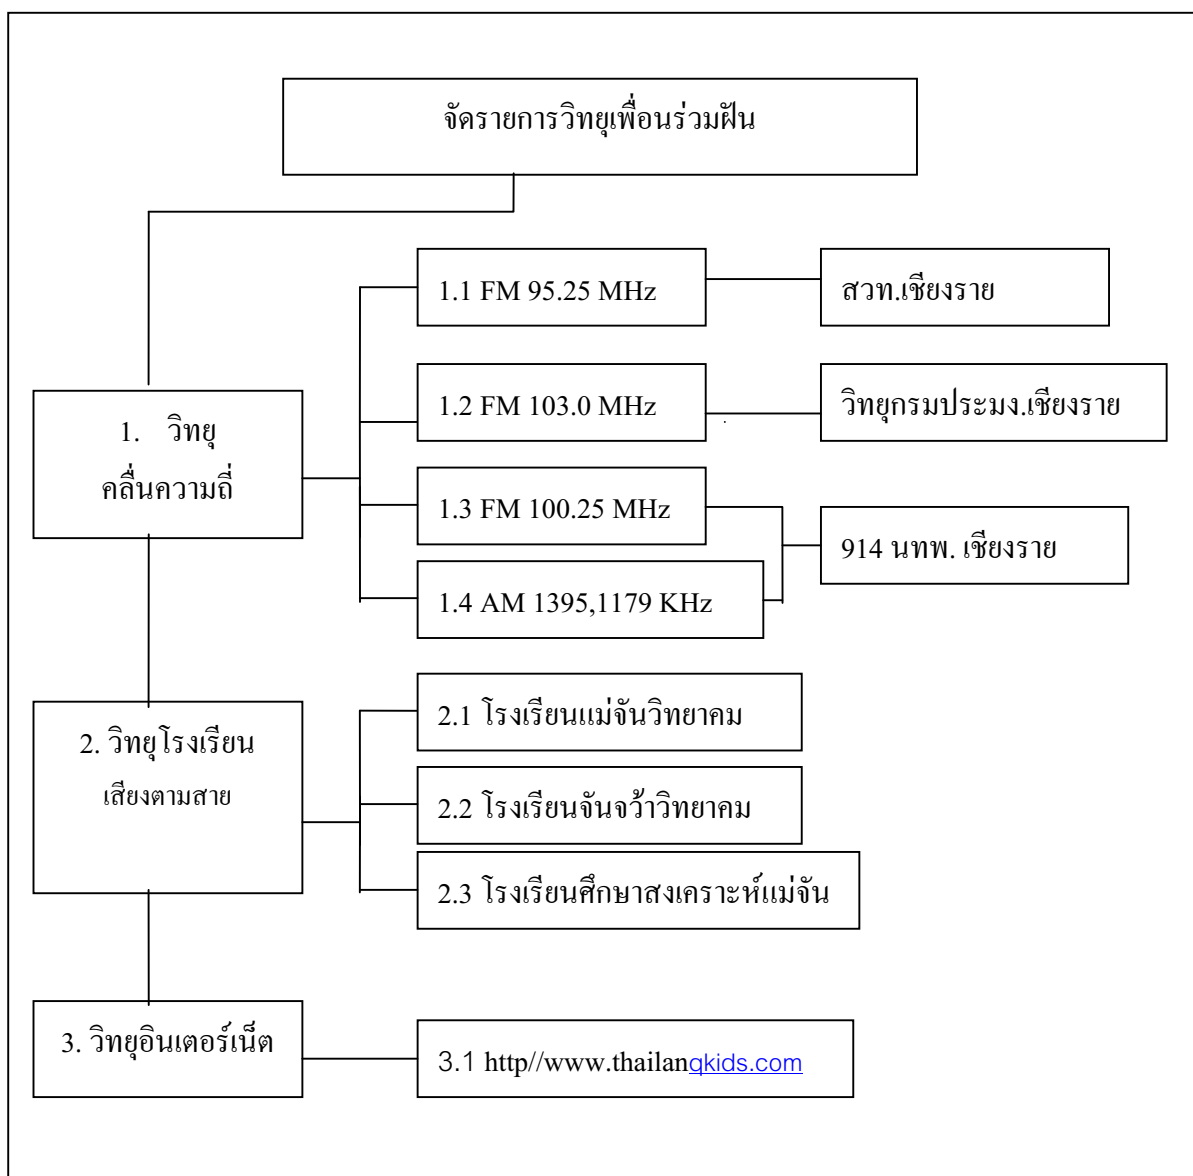 จัดรายการวิทยุเพื่อนร่วมฝัน
1.1 FM 95.25 MHz
สวท.เชียงราย
1.2 FM 103.0 MHz
วิทยุกรมประมง.เชียงราย
1. วิทยุ
คลื่นความถี่
1.3 FM 100.25 MHz
914 นทพ. เชียงราย
1.4 AM 1395,1179 KHz
2. วิทยุโรงเรียน
เสียงตามสาย
2.1 โรงเรียนแม่จันวิทยาคม
2.2 โรงเรียนจันจว้าวิทยาคม
2.3 โรงเรียนศึกษาสงเคราะห์แม่จัน
3. วิทยุอินเตอร์เน็ต
3.1 http//www.thailanqkids.com